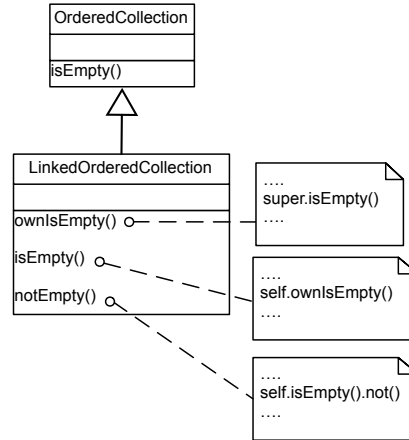 OrderedCollection
isEmpty()
LinkedOrderedCollection
ownIsEmpty()
....
super.isEmpty()
....
isEmpty()
....
self.ownIsEmpty()
....
notEmpty()
....
self.isEmpty().not()
....